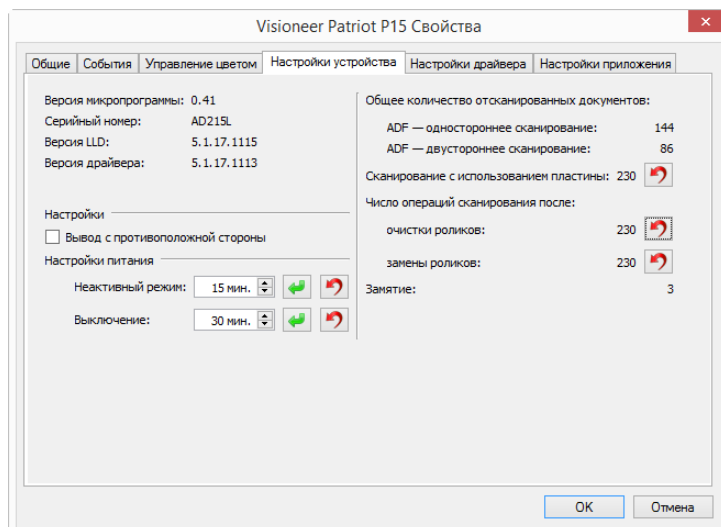 Visioneer Patriot P15 Свойства
Общие События Управление цветом Настройки устройства Настройки драйвера Настройки приложения
Версия микропрограммы: 0.41
Серийный номер: AD215L
Версия LLD: 5.1.17.1115
Версия драйвера: 5.1.17.1113
Настройки
Вывод с противоположной стороны
Настройки питания
Неактивный режим: 15 мин.
Выключение: 30 мин.
Общее количество отсканированных документов:
ADF — одностороннее сканирование: 144
ADF — двустороннее сканирование: 86
Сканирование с использованием пластины: 230
Число операций сканирования после:
очистки роликов: 230
замены роликов: 230
Замятие: 3
OK Отмена